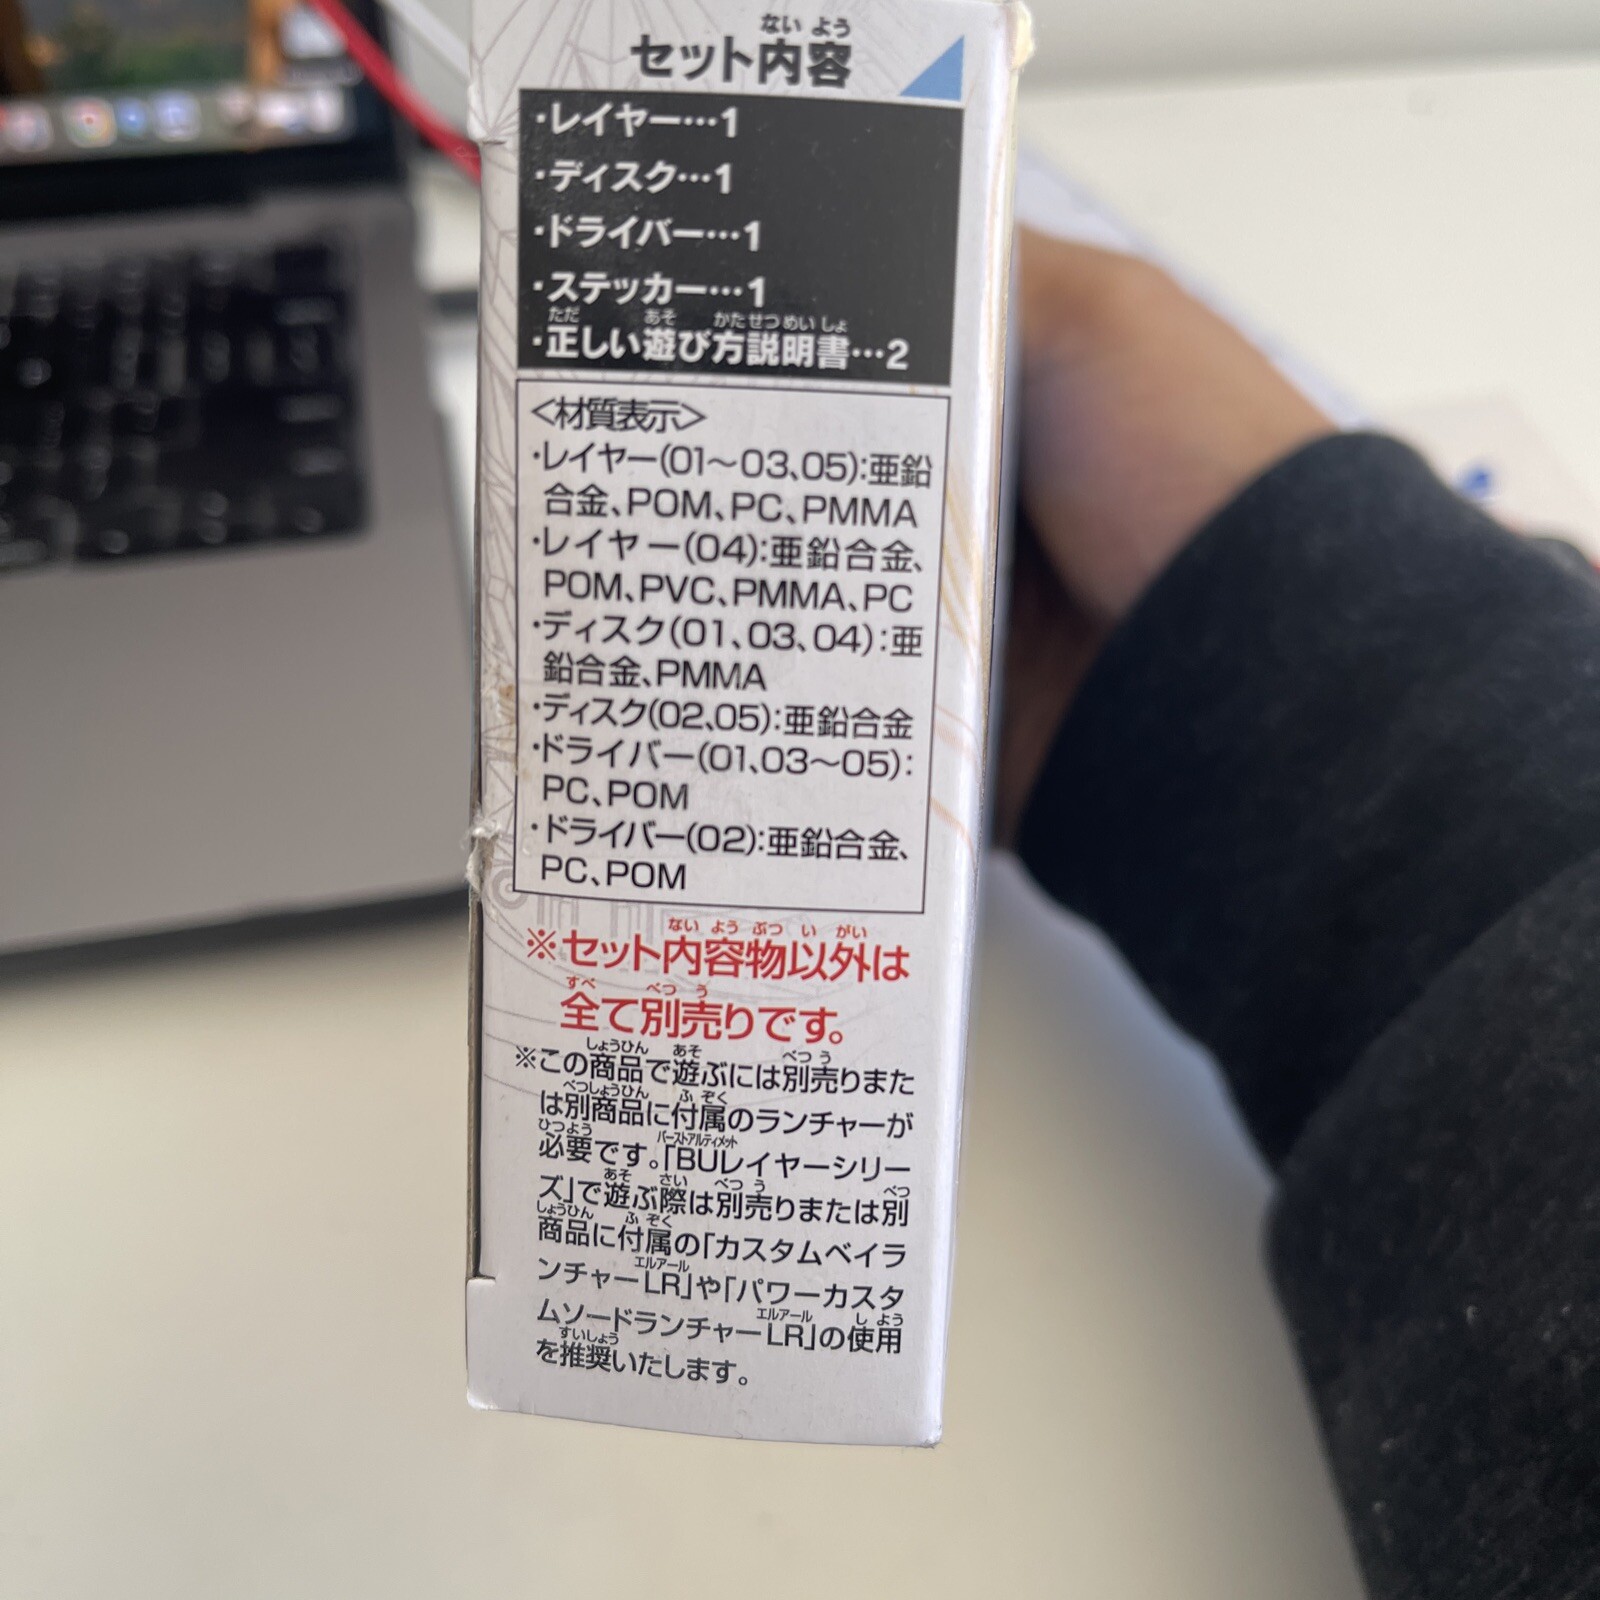 セット内容
・レイヤー…1
・ディスク…1
・ドライバー…1
・ステッカー…1
・正しい遊び方説明書…2
<材質表示>
・レイヤー(01〜03、05):亜鉛
合金、POM、PC、PMMA
・レイヤー(04):亜鉛合金、
POM、PVC、PMMA、PC
・ディスク(01、03、04):亜
鉛合金、PMMA
・ディスク(02、05):亜鉛合金
・ドライバー(01、03〜05):
PC、POM
・ドライバー(02):亜鉛合金、
PC、POM
※セット内容物以外は
全て別売りです。
※この商品で遊ぶには別売りまた
は別商品に付属のランチャーが
必要です。「BUレイヤーシリー
ズ」で遊ぶ際は別売りまたは別
商品に付属の「カスタムベイラ
ンチャーLR」や「パワーカスタ
ムソードランチャーLR」の使用
を推奨いたします。